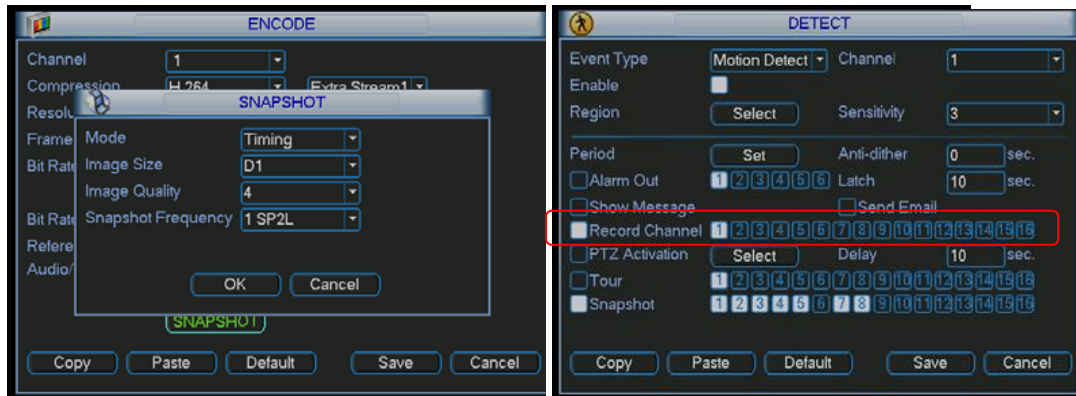 ENCODE
Channel 1
Compression H.264 Extra Stream1
SNAPSHOT
Mode Timing
Frame
Image Size D1
Bit Rate
Image Quality 4
Bit Rate
Snapshot Frequency 1 SP2L
Audio/
OK Cancel
SNAPSHOT
Copy Paste Default Save Cancel
DETECT
Event Type Motion Detect Channel 1
Enable
Region Select Sensitivity 3
Period Set Anti-dither 0 sec.
Alarm Out 1 2 3 4 5 6 Latch 10 sec.
Show Message Send Email
Record Channel 1 2 3 4 5 6 7 8 9 10 11 12 13 14 15 16
PTZ Activation Select Delay 10 sec.
Tour 1 2 3 4 5 6 7 8 9 10 11 12 13 14 15 16
Snapshot 1 2 3 4 5 6 7 8 9 10 11 12 13 14 15 16
Copy Paste Default Save Cancel